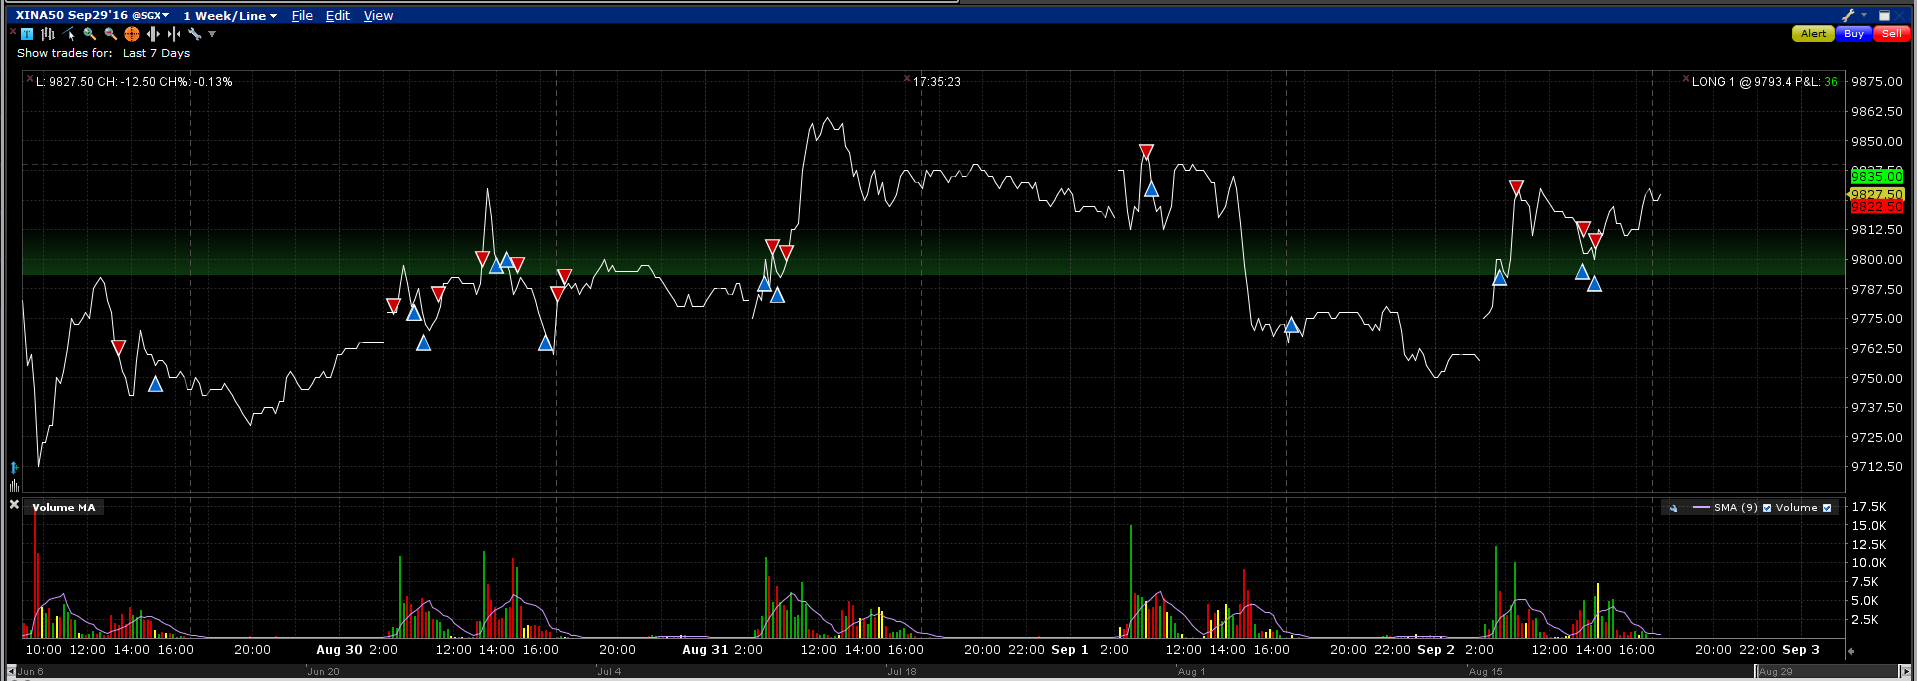 XINA50 Sep29'16 @SGX 1 Week/Line File Edit View
T
Alert Buy Sell
Show trades for: Last 7 Days
L: 9827.50 CH: -12.50 CH%: -0.13% 17:35:23 LONG 1 @ 9793.4 P&L: 36
9875.00
9862.50
9850.00
9835.00
9827.50
9822.50
9812.50
9800.00
9787.50
9775.00
9762.50
9750.00
9737.50
9725.00
9712.50
Volume MA SMA (9) Volume
17.5K
15.0K
12.5K
10.0K
7.5K
5.0K
2.5K
10:00 12:00 14:00 16:00 20:00 Aug 30 2:00 12:00 14:00 16:00 20:00 Aug 31 2:00 12:00 14:00 16:00 20:00 22:00 Sep 1 2:00 12:00 14:00 16:00 20:00 22:00 Sep 2 2:00 12:00 14:00 16:00 20:00 22:00 Sep 3
Jun 6 Jun 20 Jul 4 Jul 18 Aug 1 Aug 15 Aug 29